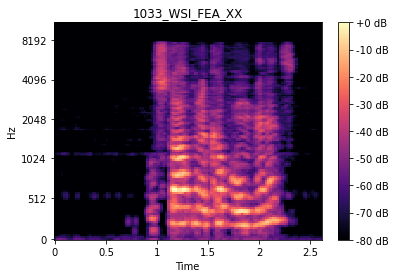 1033_WSI_FEA_XX
8192
4096
2048
1024
512
0
Hz
0 0.5 1 1.5 2 2.5
Time
+0 dB
-10 dB
-20 dB
-30 dB
-40 dB
-50 dB
-60 dB
-70 dB
-80 dB